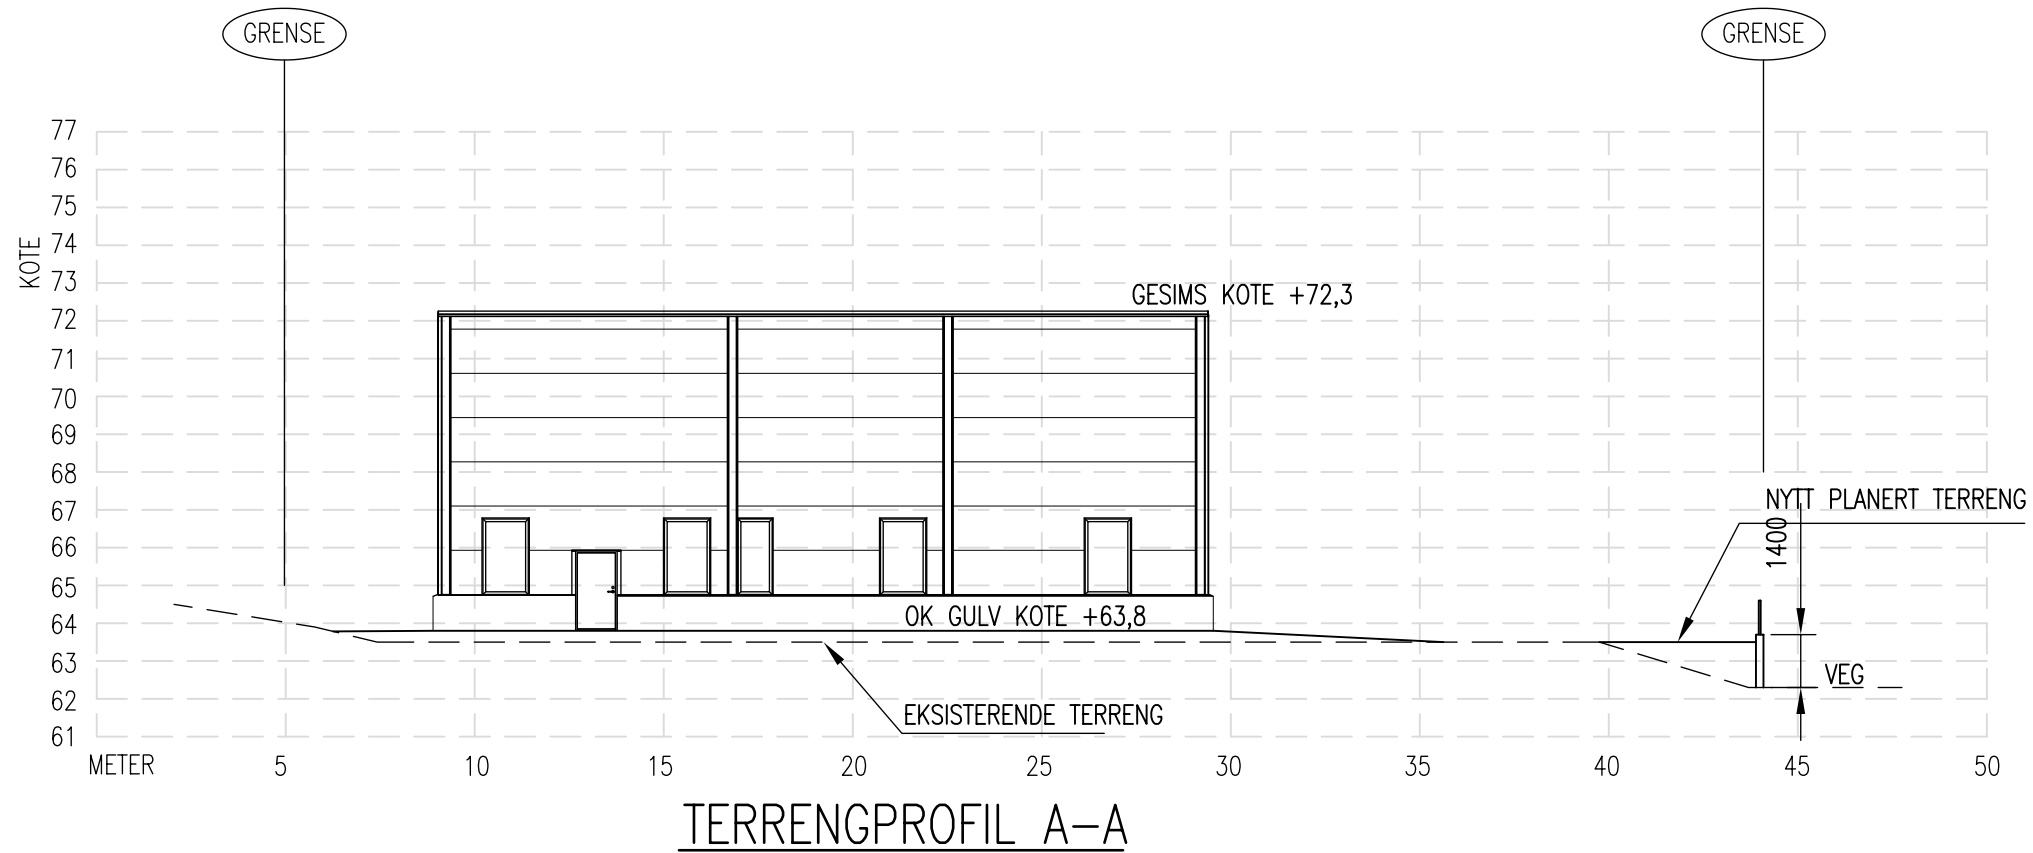 GRENSE GRENSE
77
76
75
74
KOTE
73
GESIMS KOTE +72,3
72
71
70
69
68
67
NYTT PLANERT TERRENG
66
1400
65
64
OK GULV KOTE +63,8
63
VEG
62
EKSISTERENDE TERRENG
61
METER 5 10 15 20 25 30 35 40 45 50
TERRENGPROFIL A-A